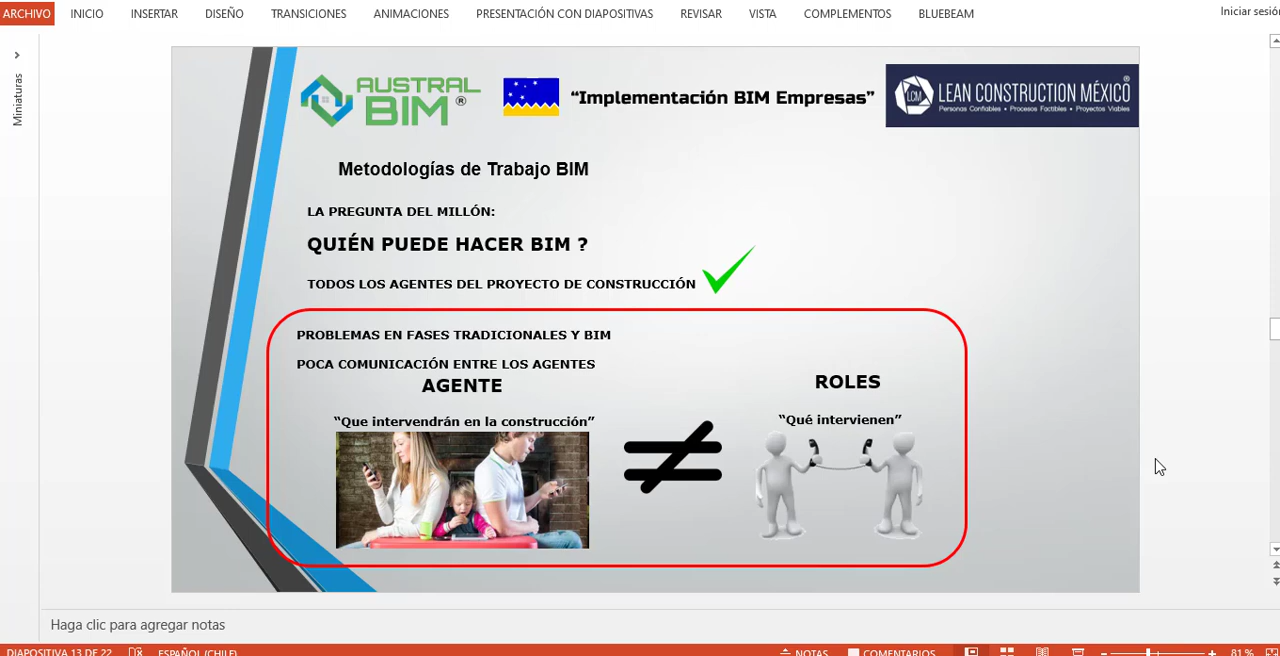 ARCHIVO INICIO INSERTAR DISEÑO TRANSICIONES ANIMACIONES PRESENTACIÓN CON DIAPOSITIVAS REVISAR VISTA COMPLEMENTOS BLUEBEAM Iniciar sesión
Miniaturas
AUSTRAL
BIM®
“Implementación BIM Empresas”
LCM LEAN CONSTRUCTION MÉXICO®
Personas Confiables • Procesos Factibles • Proyectos Viables
Metodologías de Trabajo BIM
LA PREGUNTA DEL MILLÓN:
QUIÉN PUEDE HACER BIM ?
TODOS LOS AGENTES DEL PROYECTO DE CONSTRUCCIÓN
PROBLEMAS EN FASES TRADICIONALES Y BIM
POCA COMUNICACIÓN ENTRE LOS AGENTES
AGENTE
ROLES
“Que intervendrán en la construcción”
“Qué intervienen”
≠
Haga clic para agregar notas
DIAPOSITIVA 13 DE 22 ESPAÑOL (CHILE) NOTAS COMENTARIOS 81 %